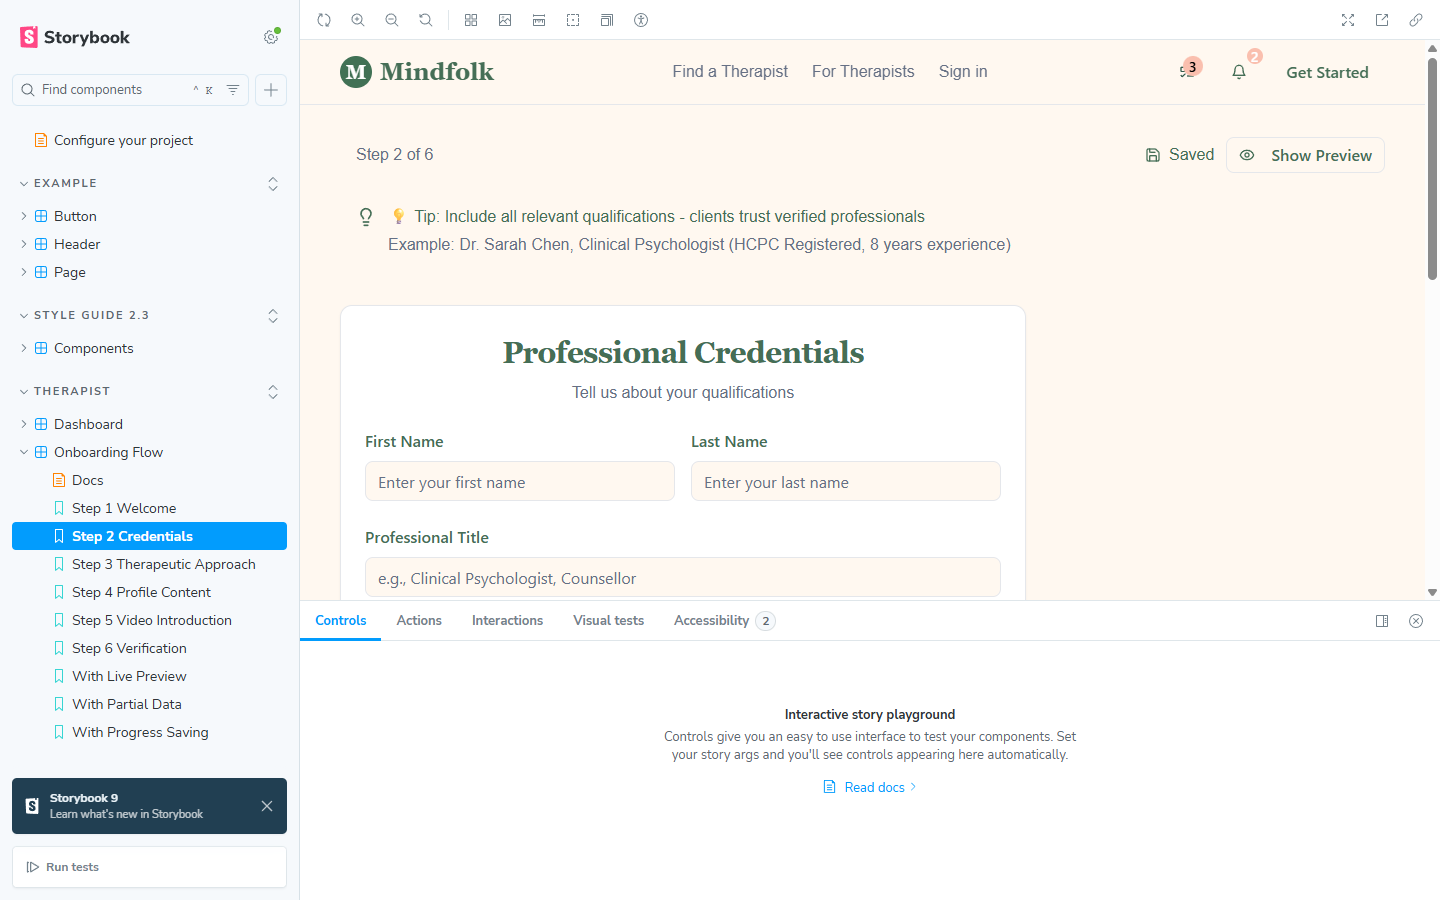 Storybook
Find components
^ K
Configure your project
EXAMPLE
Button
Header
Page
STYLE GUIDE 2.3
Components
THERAPIST
Dashboard
Onboarding Flow
Docs
Step 1 Welcome
Step 2 Credentials
Step 3 Therapeutic Approach
Step 4 Profile Content
Step 5 Video Introduction
Step 6 Verification
With Live Preview
With Partial Data
With Progress Saving
Storybook 9
Learn what's new in Storybook
Run tests
M Mindfolk
Find a Therapist
For Therapists
Sign in
3
2
Get Started
Step 2 of 6
Saved
Show Preview
💡 Tip: Include all relevant qualifications - clients trust verified professionals
Example: Dr. Sarah Chen, Clinical Psychologist (HCPC Registered, 8 years experience)
Professional Credentials
Tell us about your qualifications
First Name
Last Name
Enter your first name
Enter your last name
Professional Title
e.g., Clinical Psychologist, Counsellor
Controls
Actions
Interactions
Visual tests
Accessibility 2
Interactive story playground
Controls give you an easy to use interface to test your components. Set
your story args and you'll see controls appearing here automatically.
Read docs